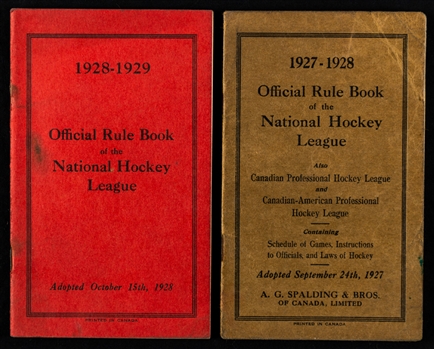 1928-1929
Official Rule Book
of the
National Hockey
League
Adopted October 15th, 1928
PRINTED IN CANADA
1927-1928
Official Rule Book
of the
National Hockey
League
Also
Canadian Professional Hockey League
and
Canadian-American Professional
Hockey League
Containing
Schedule of Games, Instructions
to Officials, and Laws of Hockey
Adopted September 24th, 1927
A. G. SPALDING & BROS.
OF CANADA, LIMITED
PRINTED IN CANADA